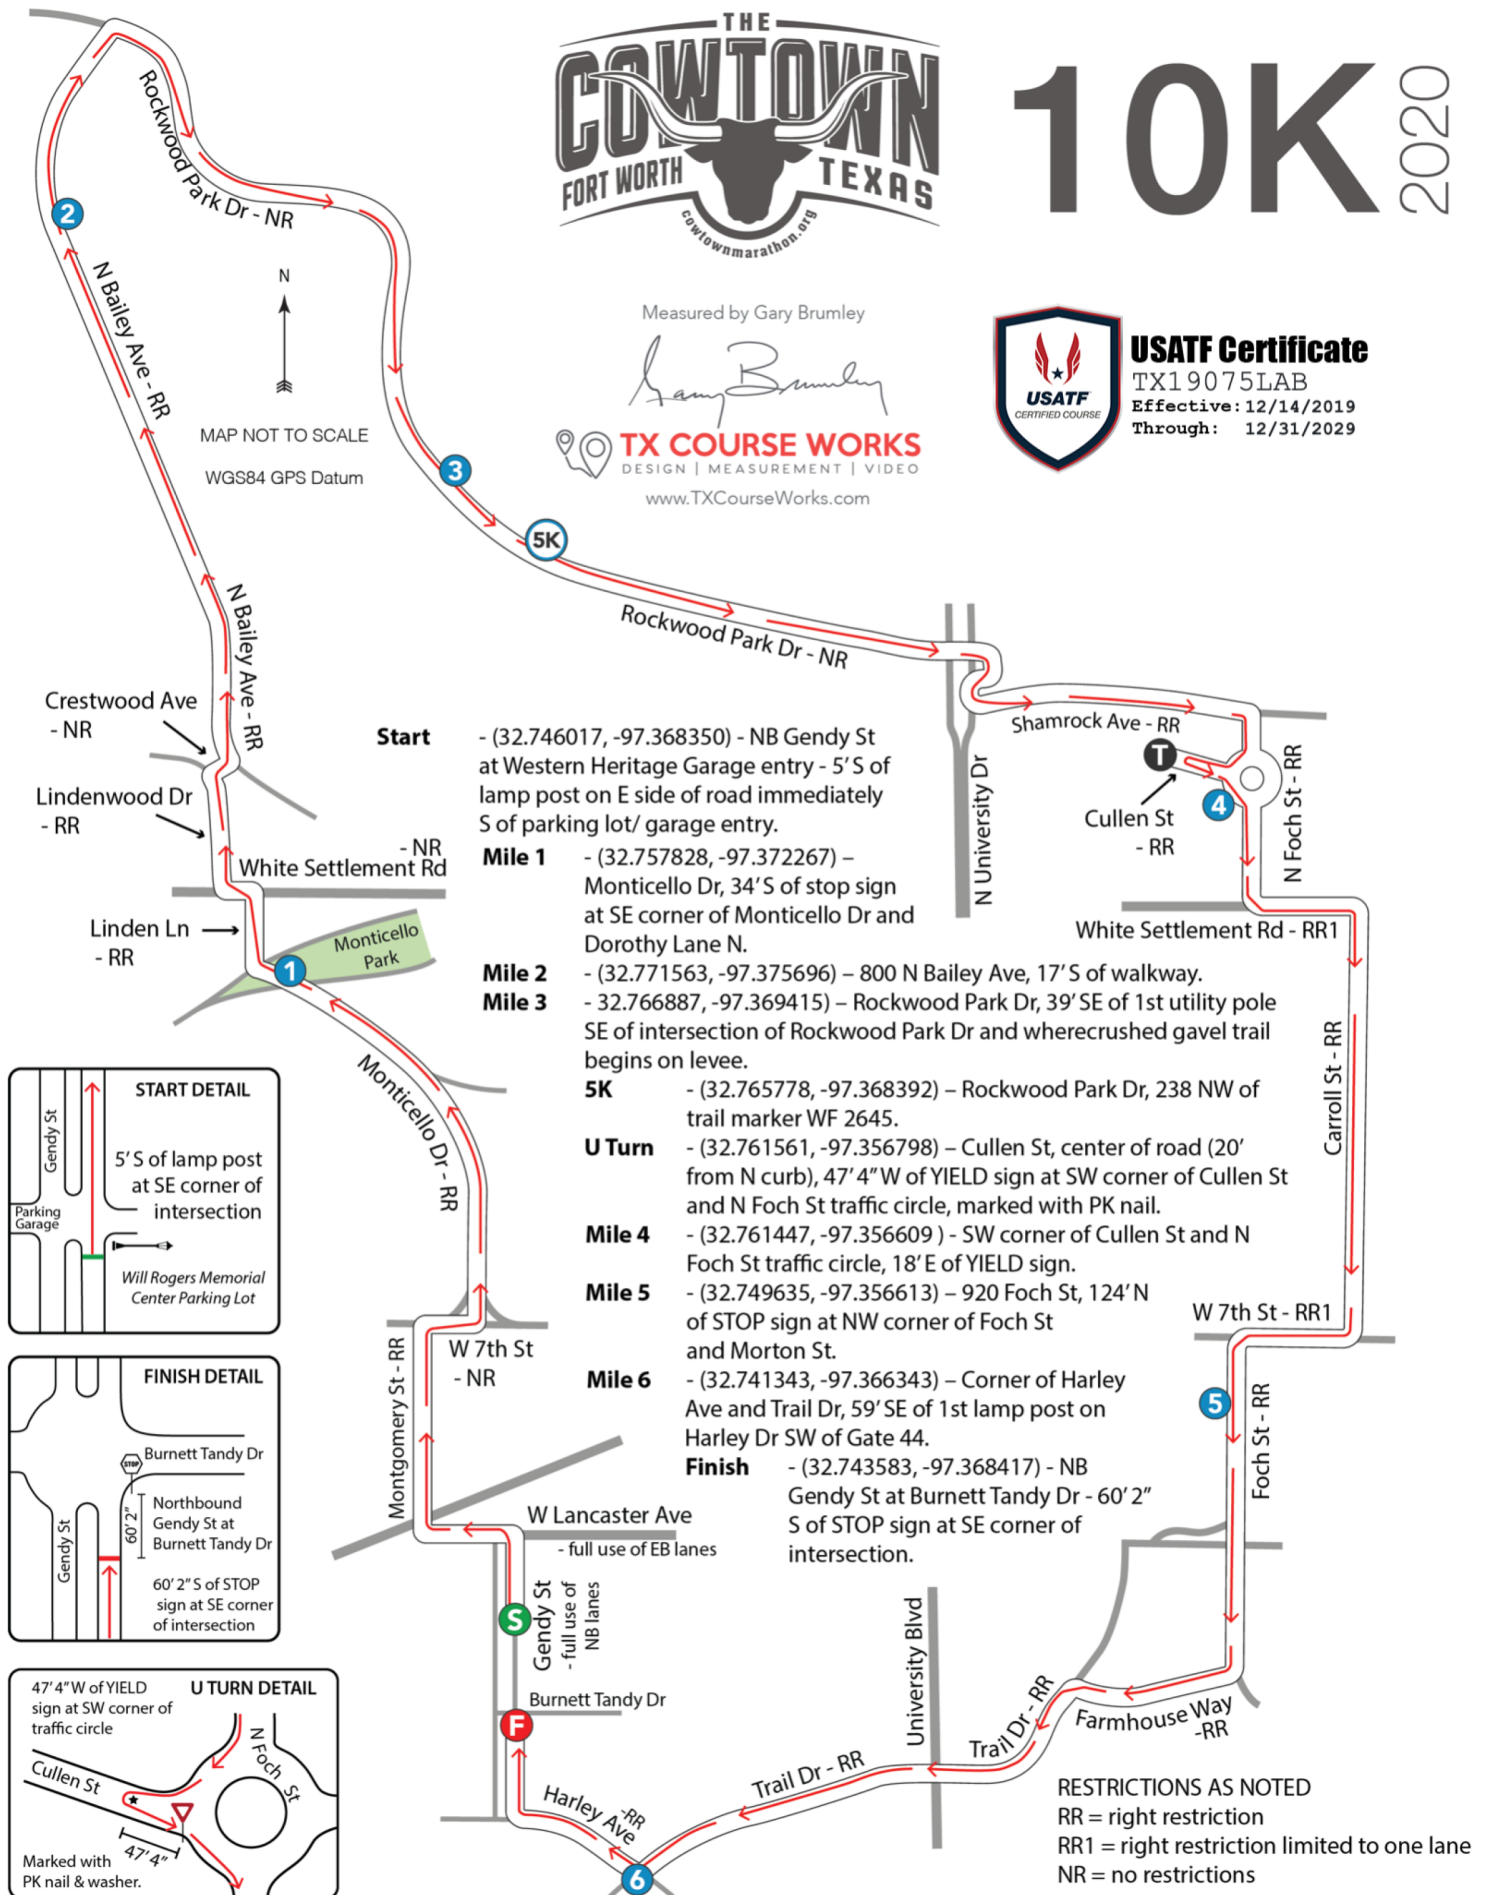 THE
COWTOWN
FORT WORTH
TEXAS
cowtownmarathon.org
10K
2020
Measured by Gary Brumley
Gary Brumley
TX COURSE WORKS
DESIGN | MEASUREMENT | VIDEO
www.TXCourseWorks.com
USATF
CERTIFIED COURSE
USATF Certificate
TX19075LAB
Effective: 12/14/2019
Through: 12/31/2029
Rockwood Park Dr - NR
2
N Bailey Ave - RR
N
MAP NOT TO SCALE
WGS84 GPS Datum
3
5K
Rockwood Park Dr - NR
N Bailey Ave - RR
Crestwood Ave
- NR
Lindenwood Dr
- RR
- NR
White Settlement Rd
Linden Ln
- RR
Monticello
Park
1
Monticello Dr - RR
Shamrock Ave - RR
T
Cullen St
- RR
4
N University Dr
N Foch St - RR
White Settlement Rd - RR1
Carroll St - RR
W 7th St - RR1
5
Foch St - RR
Start - (32.746017, -97.368350) - NB Gendy St
at Western Heritage Garage entry - 5' S of
lamp post on E side of road immediately
S of parking lot/ garage entry.
Mile 1 - (32.757828, -97.372267) –
Monticello Dr, 34' S of stop sign
at SE corner of Monticello Dr and
Dorothy Lane N.
Mile 2 - (32.771563, -97.375696) – 800 N Bailey Ave, 17' S of walkway.
Mile 3 - 32.766887, -97.369415) – Rockwood Park Dr, 39' SE of 1st utility pole
SE of intersection of Rockwood Park Dr and wherecrushed gavel trail
begins on levee.
5K - (32.765778, -97.368392) – Rockwood Park Dr, 238 NW of
trail marker WF 2645.
U Turn - (32.761561, -97.356798) – Cullen St, center of road (20'
from N curb), 47' 4" W of YIELD sign at SW corner of Cullen St
and N Foch St traffic circle, marked with PK nail.
Mile 4 - (32.761447, -97.356609 ) - SW corner of Cullen St and N
Foch St traffic circle, 18' E of YIELD sign.
Mile 5 - (32.749635, -97.356613) – 920 Foch St, 124' N
of STOP sign at NW corner of Foch St
and Morton St.
Mile 6 - (32.741343, -97.366343) – Corner of Harley
Ave and Trail Dr, 59' SE of 1st lamp post on
Harley Dr SW of Gate 44.
Finish - (32.743583, -97.368417) - NB
Gendy St at Burnett Tandy Dr - 60' 2"
S of STOP sign at SE corner of
intersection.
START DETAIL
Gendy St
5' S of lamp post
at SE corner of
intersection
Parking
Garage
Will Rogers Memorial
Center Parking Lot
FINISH DETAIL
STOP
Burnett Tandy Dr
60' 2"
Gendy St
Northbound
Gendy St at
Burnett Tandy Dr
60' 2" S of STOP
sign at SE corner
of intersection
47' 4" W of YIELD
sign at SW corner of
traffic circle
U TURN DETAIL
Cullen St
N Foch St
47' 4"
Marked with
PK nail & washer.
W 7th St
- NR
Montgomery St - RR
W Lancaster Ave
- full use of EB lanes
S
Gendy St
- full use of
NB lanes
Burnett Tandy Dr
F
Harley Ave
-RR
6
Trail Dr - RR
University Blvd
Trail Dr - RR
Farmhouse Way
-RR
RESTRICTIONS AS NOTED
RR = right restriction
RR1 = right restriction limited to one lane
NR = no restrictions